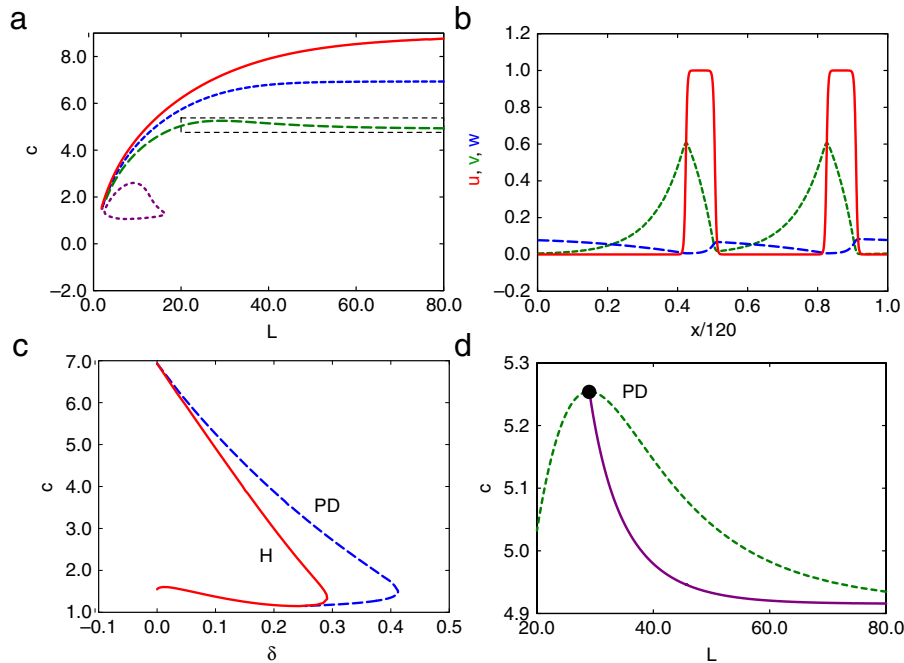 a
8.0
6.0
4.0
2.0
0.0
−2.0
c
0.0 20.0 40.0 60.0 80.0
L
b
1.2
1.0
0.8
0.6
0.4
0.2
0.0
−0.2
u, v, w
0.0 0.2 0.4 0.6 0.8 1.0
x/120
c
7.0
6.0
5.0
4.0
3.0
2.0
1.0
c
PD
H
−0.1 0.0 0.1 0.2 0.3 0.4 0.5
δ
d
5.3
5.2
5.1
5.0
4.9
c
PD
20.0 40.0 60.0 80.0
L